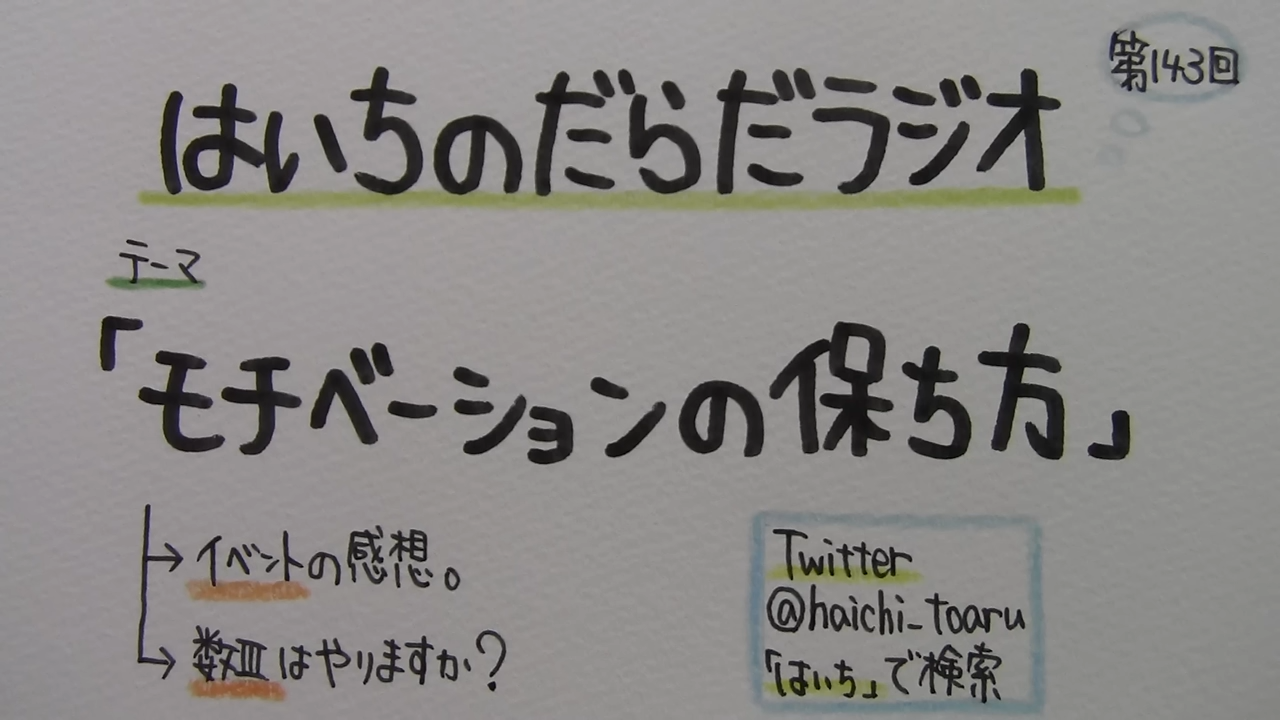 第143回
はいちのだらだラジオ
テーマ
「モチベーションの保ち方」
イベントの感想。
数Ⅲはやりますか?
Twitter
@haichi_toaru
「はいち」で検索